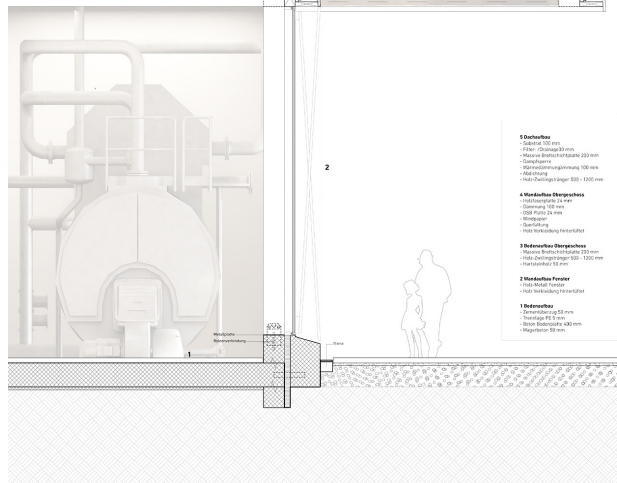 5 Dachaufbau
- Substrat 100 mm
- Filter- /Drainage30 mm
- Massive Brettschichtplatte 200 mm
- Dampfsperre
- Wärmedämmungjämmung 100 mm
- Abdichtung
- Holz-Zwillingsträger 500 - 1200 mm
4 Wandaufbau Obergeschoss
- Holzfaserplatte 24 mm
- Dämmung 160 mm
- OSB Platte 24 mm
- Windpapier
- Querlattung
- Holz Verkleidung hinterlüftet
3 Bodenaufbau Obergeschoss
- Massive Brettschichtplatte 200 mm
- Holz-Zwillingsträger 500 - 1200 mm
- Hartsteinholz 50 mm
2 Wandaufbau Fenster
- Holz-Metall Fenster
- Holz Verkleidung hinterlüftet
1 Bodenaufbau
- Zementüberzug 50 mm
- Trennlage PE 5 mm
- Beton Bodenplatte 400 mm
- Magerbeton 50 mm
2
Metallplatte
Bolzenverbindung
1